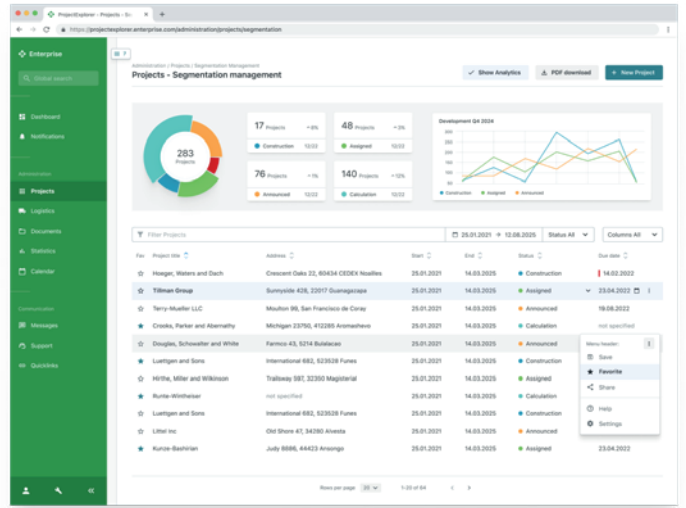 ProjectExplorer - Projects - Se
https://projectexplorer.anterprise.com/administration/projects/segmentation
Enterprise
Global search
Dashboard
Notifications
Administration
Projects
Logistics
Documents
Statistics
Calendar
Communication
Messages
Support
Quicklinks
Administration / Projects / Segmentation Management
Projects - Segmentation management
Show Analytics
PDF download
+ New Project
283
Projects
17 Projects
Construction 12/22
48 Projects
Assigned 12/22
76 Projects
Announced 12/22
140 Projects
Calculation 12/22
Development Q4 2024
Construction Assigned Announced
Filter Projects 25.01.2021 → 12.08.2025 Status All Columns All
Fav Project title Address Start End Status Due date
Hoeger, Waters and Dach Crescent Oaks 22, 60434 CEDEX Noailles 25.01.2021 14.03.2025 Construction 14.02.2022
Tillman Group Sunnyside 428, 22017 Guanagazapa 25.01.2021 14.03.2025 Assigned 23.04.2022
Terry-Mueller LLC Moulton 99, San Francisco de Coray 25.01.2021 14.03.2025 Announced 19.08.2022
Crooks, Parker and Abernathy Michigan 23750, 412285 Aromashevo 25.01.2021 14.03.2025 Calculation not specified
Douglas, Schowalter and White Farmco 43, 5214 Bulalacao 25.01.2021 14.03.2025 Announced
Luettgen and Sons International 682, 523528 Funes 25.01.2021 14.03.2025 Construction
Hirthe, Miller and Wilkinson Trailsway 597, 32350 Magisterial 25.01.2021 14.03.2025 Assigned
Runte-Wintheiser not specified 25.01.2021 14.03.2025 Calculation
Luettgen and Sons International 682, 523528 Funes 25.01.2021 14.03.2025 Construction
Littel Inc Old Shore 47, 34280 Alvesta 25.01.2021 14.03.2025 Announced
Kunze-Bashirian Judy 8986, 44423 Ansongo 25.01.2021 14.03.2025 Assigned 23.04.2022
Menu header:
Save
Favorite
Share
Help
Settings
Rows per page 20 1-20 of 94